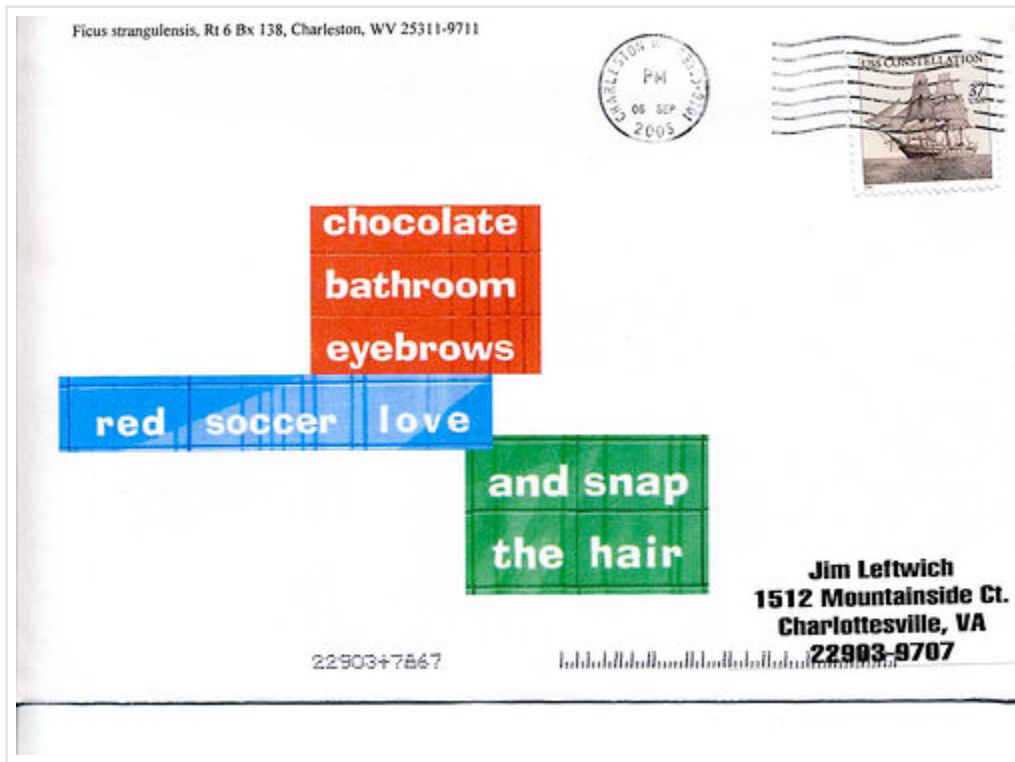 Ficus strangulensis, Rt 6 Bx 138, Charleston, WV 25311-9711
PM
06 SEP
2005
USS CONSTELLATION
37
USA
chocolate
bathroom
eyebrows
red soccer love
and snap
the hair
Jim Leftwich
1512 Mountainside Ct.
Charlottesville, VA
22903-9707
22903+7867